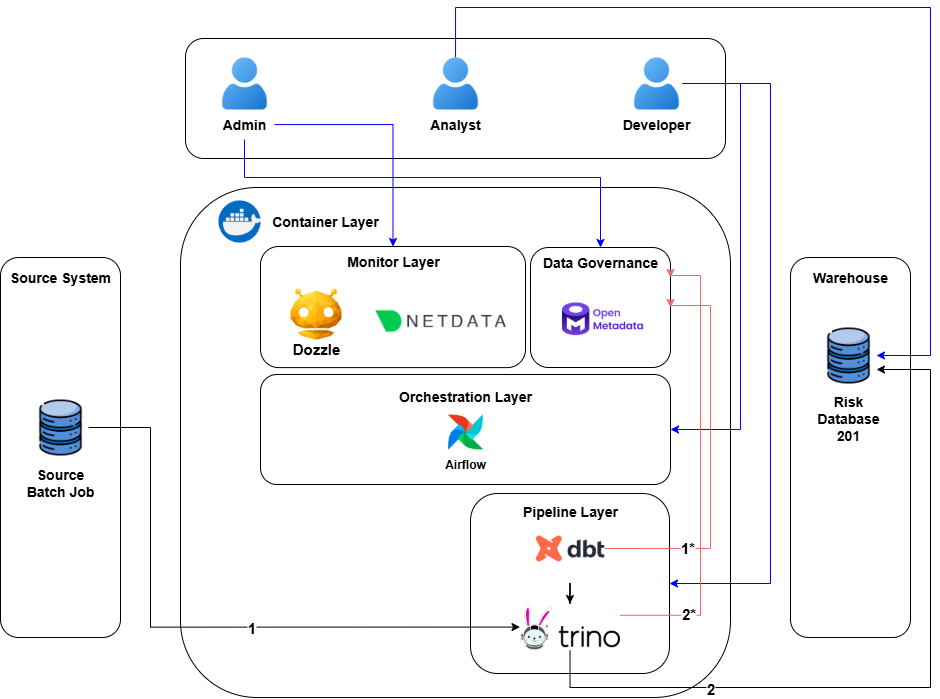 Admin
Analyst
Developer
Container Layer
Source System
Monitor Layer
Data Governance
Warehouse
Dozzle
NETDATA
Open
Metadata
Risk
Database
201
Orchestration Layer
Airflow
Source
Batch Job
Pipeline Layer
dbt
1*
2*
trino
1
2